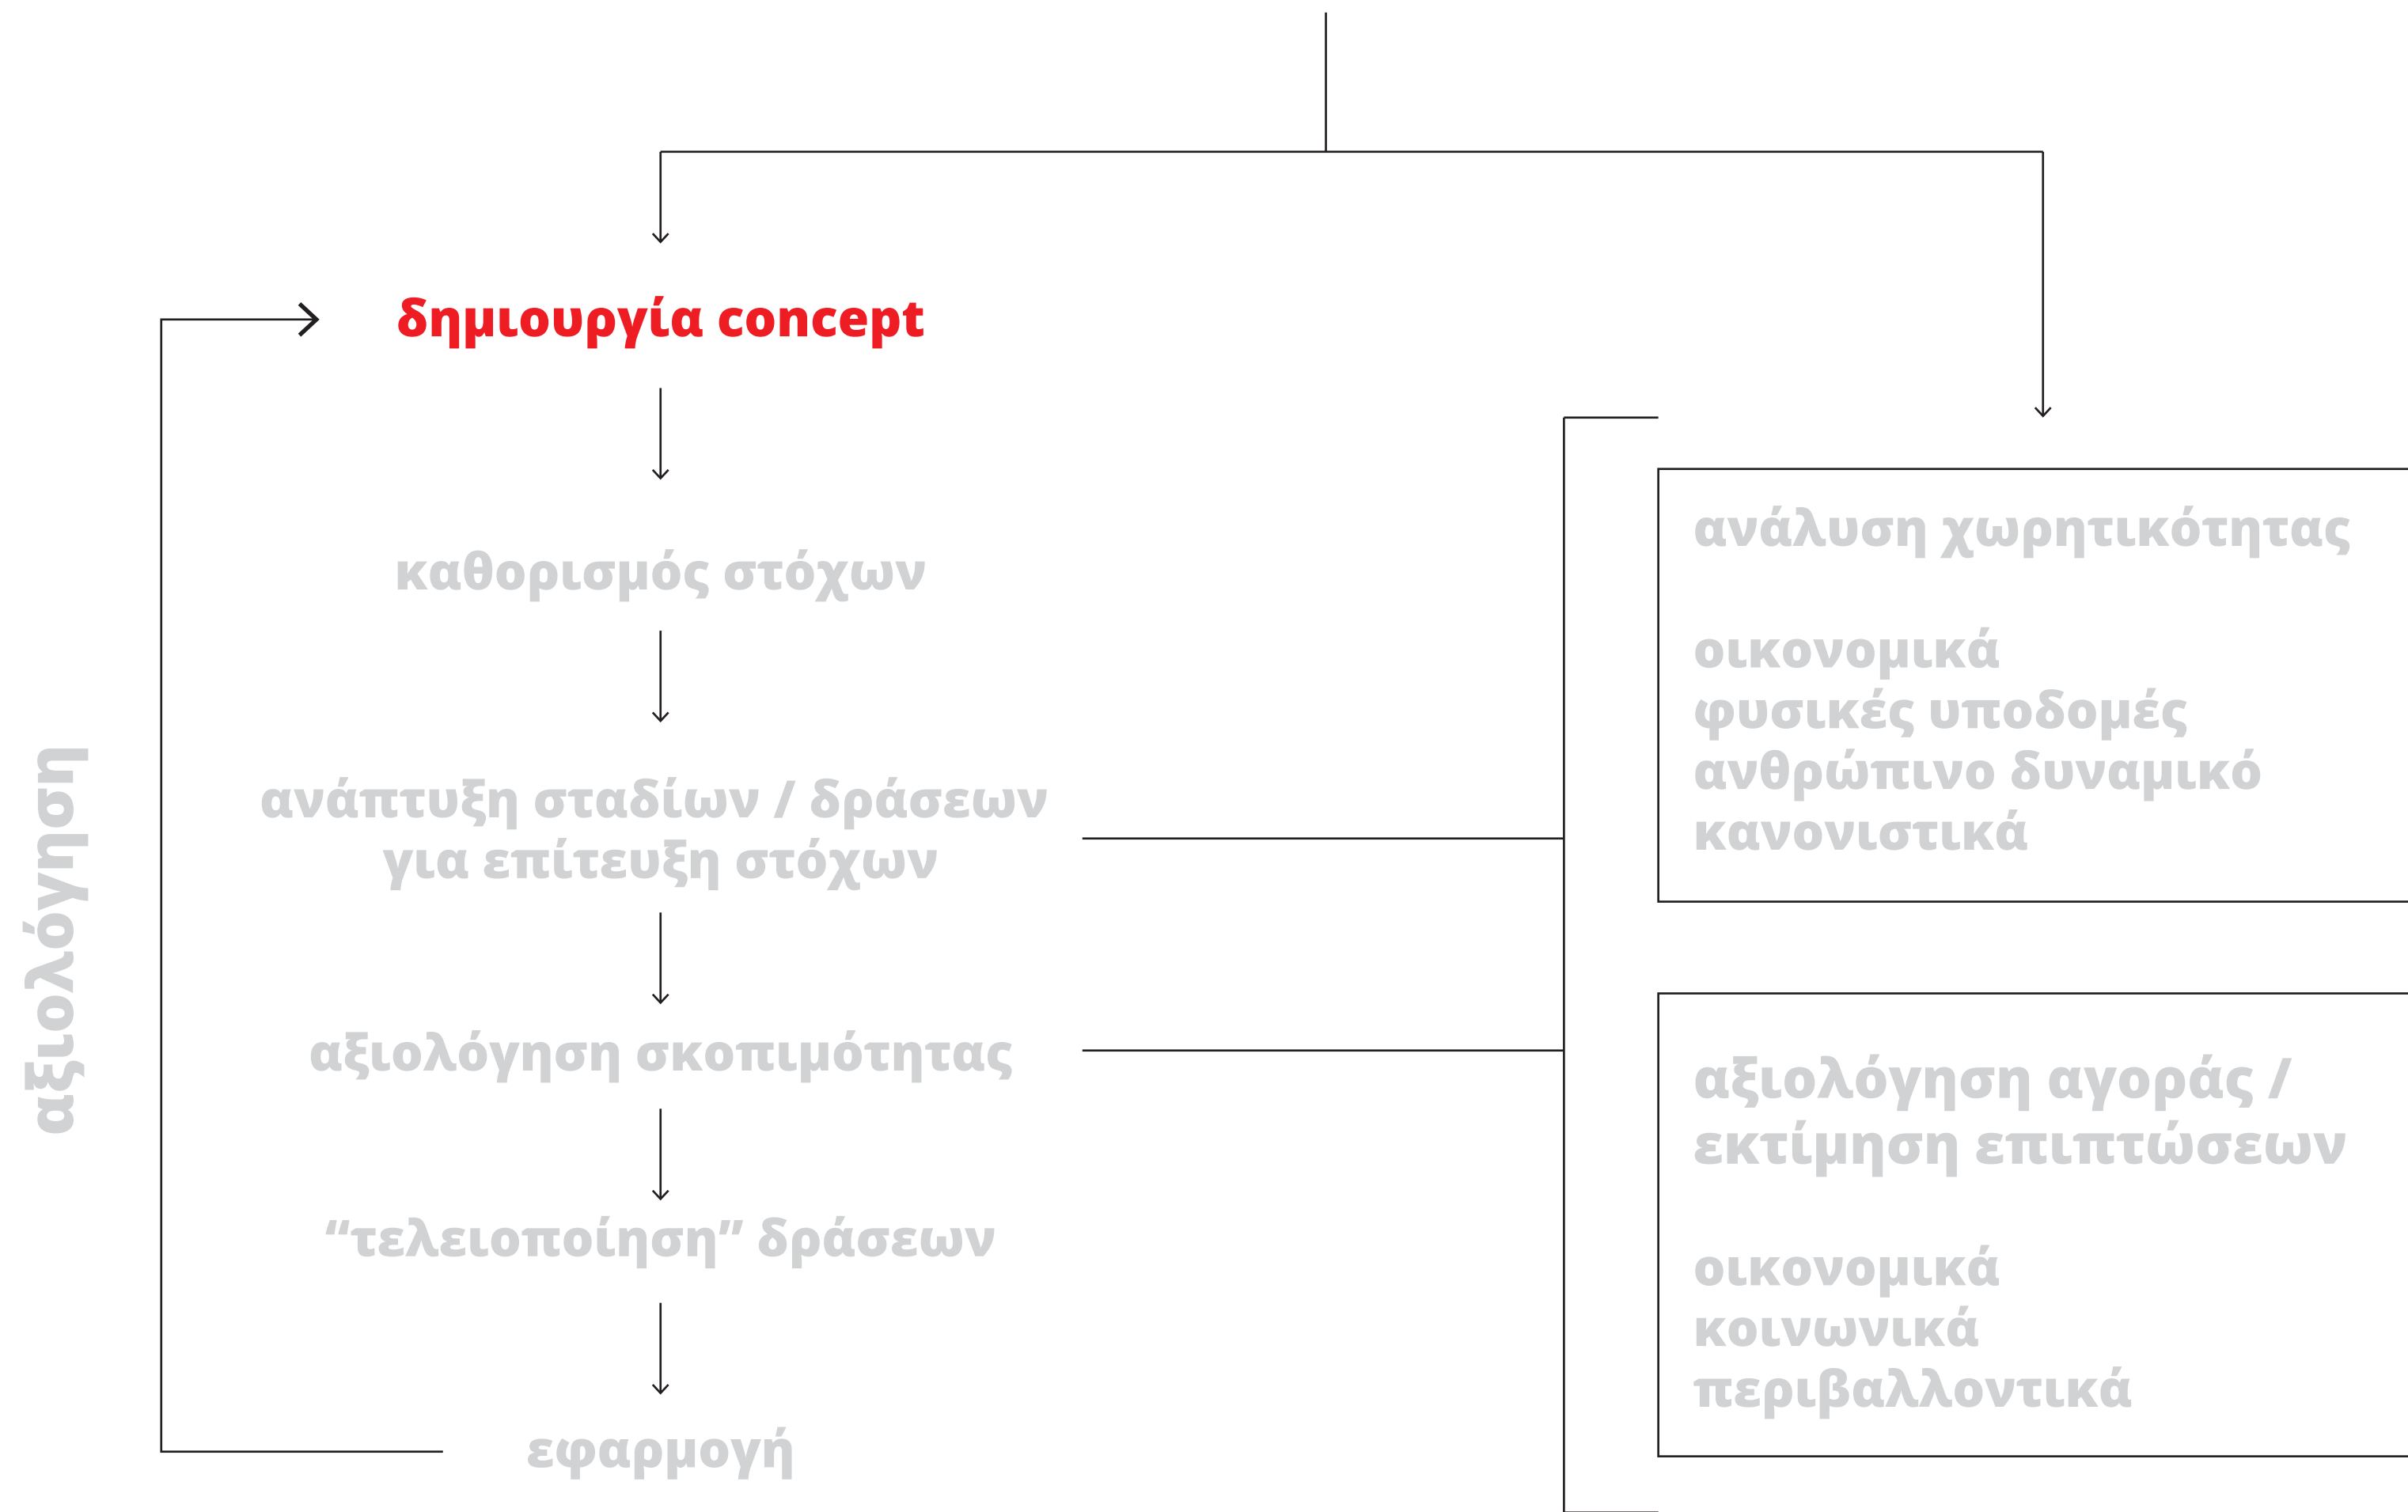 δημιουργία concept
καθορισμός στόχων
ανάπτυξη σταδίων / δράσεων
για επίτευξη στόχων
αξιολόγηση σκοπιμότητας
“τελειοποίηση” δράσεων
εφαρμογή
αξιολόγηση
ανάλυση χωρητικότητας
οικονομικά
φυσικές υποδομές
ανθρώπινο δυναμικό
κανονιστικά
αξιολόγηση αγοράς /
εκτίμηση επιπτώσεων
οικονομικά
κοινωνικά
περιβαλλοντικά